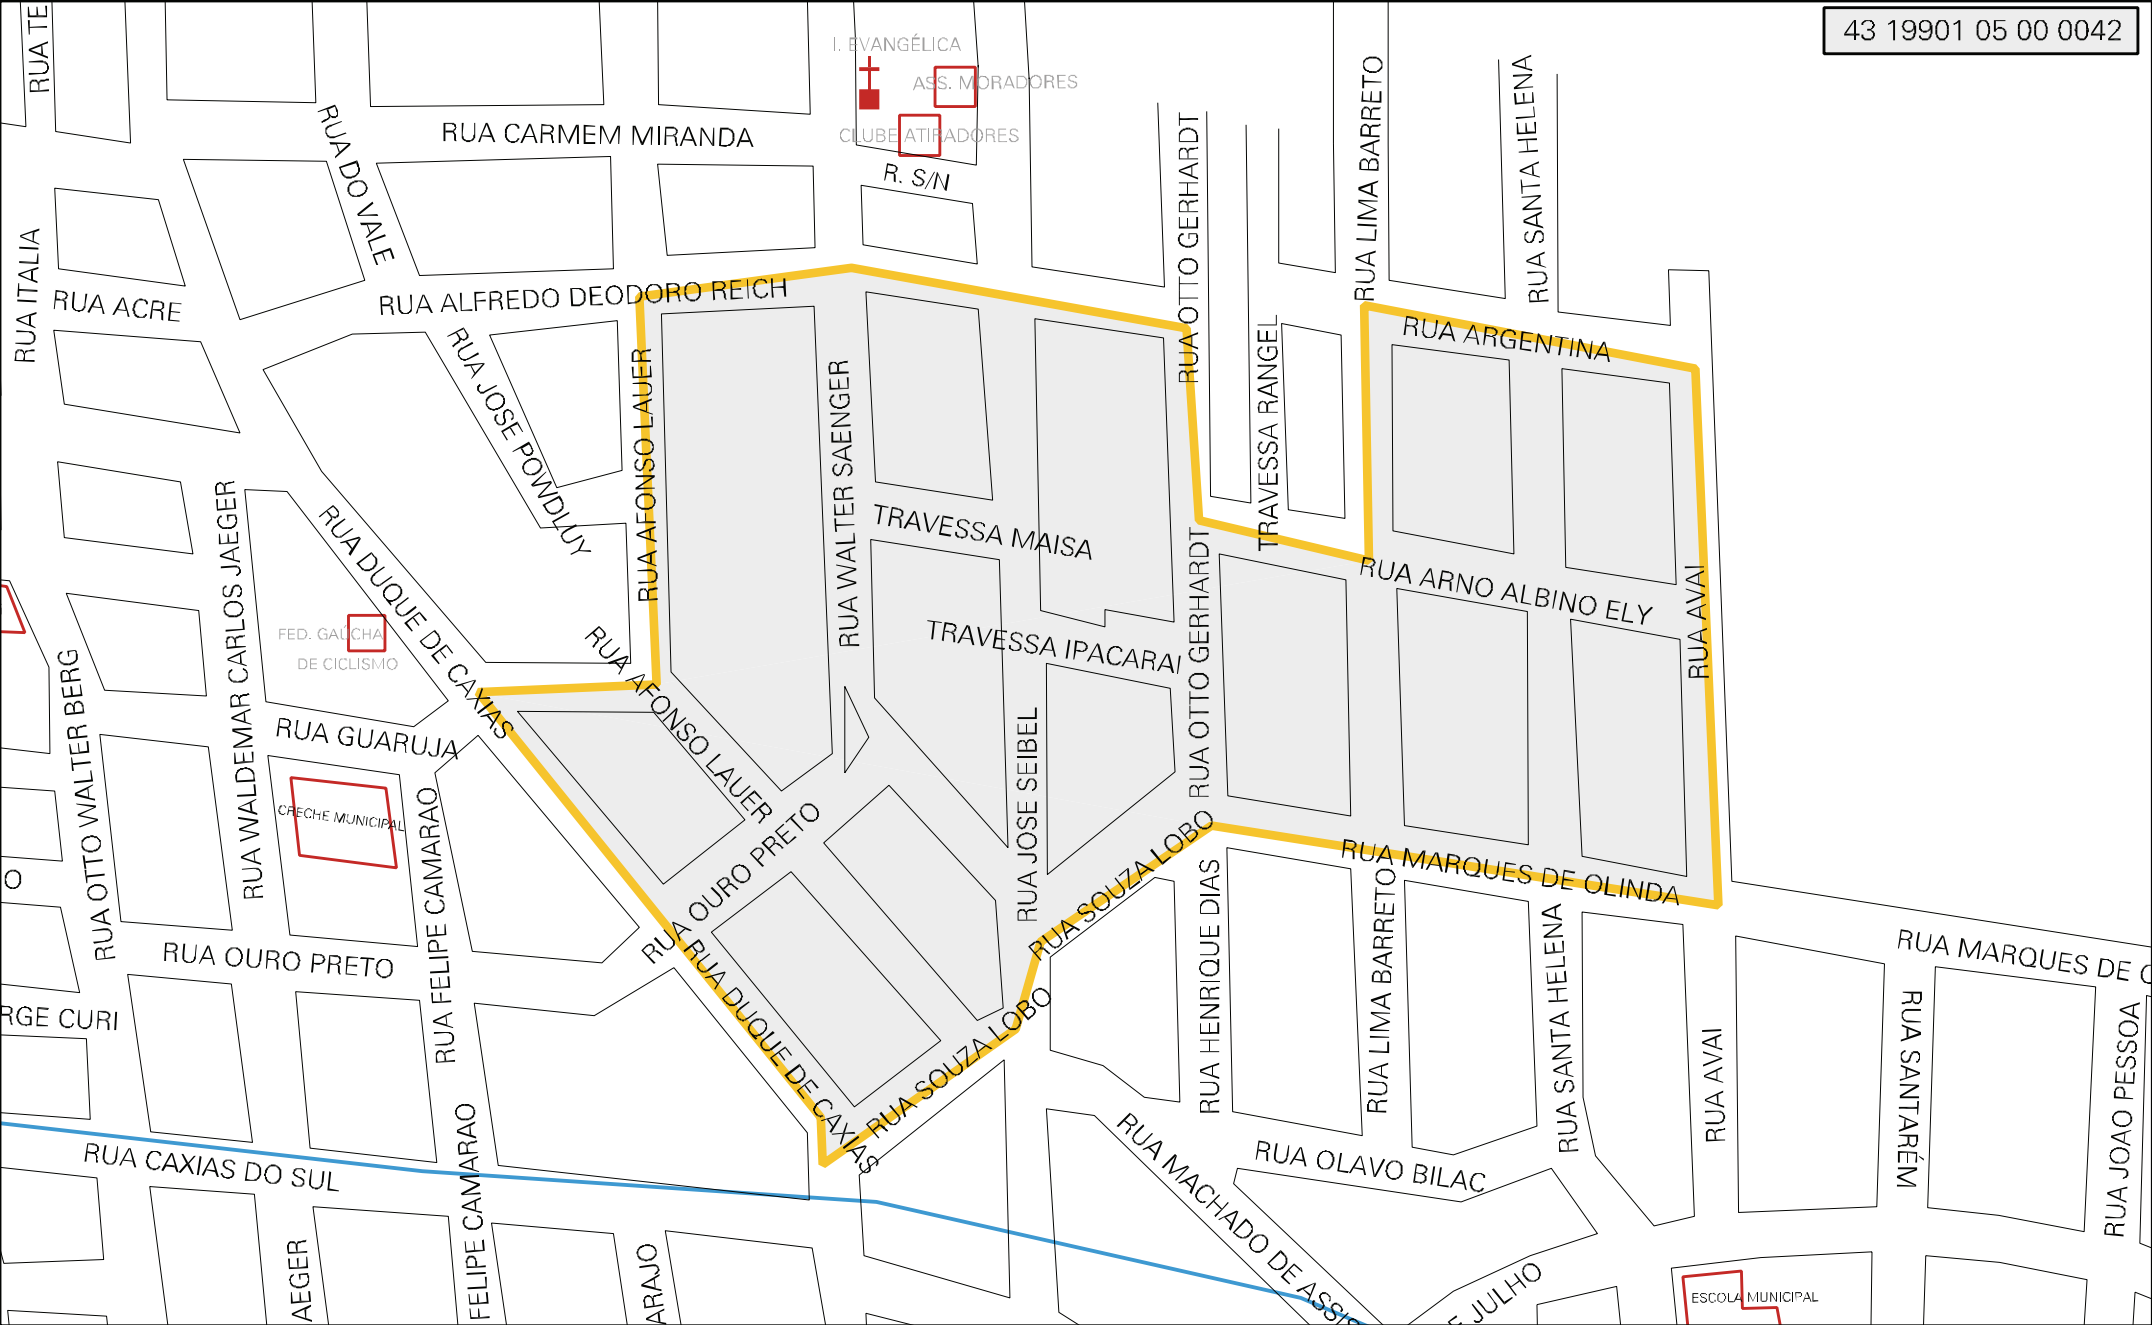 43 19901 05 00 0042
RUA TE
I. EVANGÉLICA
ASS. MORADORES
CLUBE ATIRADORES
RUA CARMEM MIRANDA
R. S/N
RUA DO VALE
RUA OTTO GERHARDT
RUA LIMA BARRETO
RUA SANTA HELENA
RUA ITALIA
RUA ACRE
RUA ALFREDO DEODORO REICH
RUA JOSE POWDLUY
RUA AFONSO LAUER
RUA WALTER SAENGER
TRAVESSA RANGEL
RUA ARGENTINA
TRAVESSA MAISA
TRAVESSA IPACARAI
RUA OTTO GERHARDT
RUA ARNO ALBINO ELY
RUA AVAI
RUA WALDEMAR CARLOS JAEGER
RUA DUQUE DE CAXIAS
FED. GAÚCHA
DE CICLISMO
RUA AFONSO LAUER
RUA OTTO WALTER BERG
RUA GUARUJA
CRECHE MUNICIPAL
RUA FELIPE CAMARAO
RUA OURO PRETO
RUA JOSE SEIBEL
RUA SOUZA LOBO
RUA MARQUES DE OLINDA
O
RUA OURO PRETO
RUA DUQUE DE CAXIAS
RUA SOUZA LOBO
RUA HENRIQUE DIAS
RUA LIMA BARRETO
RUA SANTA HELENA
RUA AVAI
RUA MARQUES DE O
RUA SANTARÉM
RUA JOAO PESSOA
RGE CURI
RUA CAXIAS DO SUL
FELIPE CAMARAO
RUA MACHADO DE ASSIS
RUA OLAVO BILAC
AEGER
ARAJO
E JULHO
ESCOLA MUNICIPAL